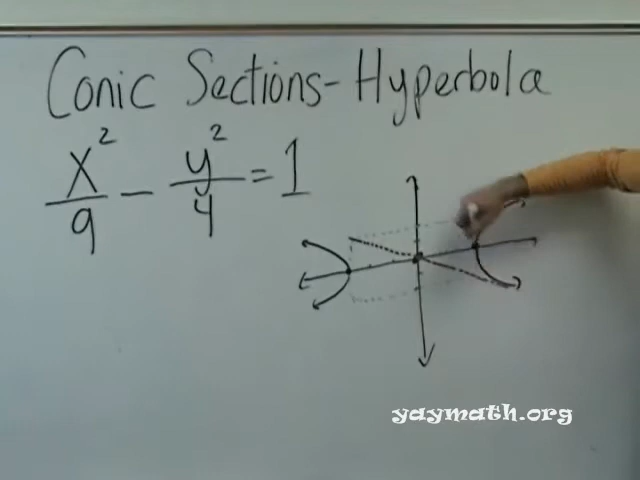 Conic Sections - Hyperbola
x²/9 - y²/4 = 1
yaymath.org